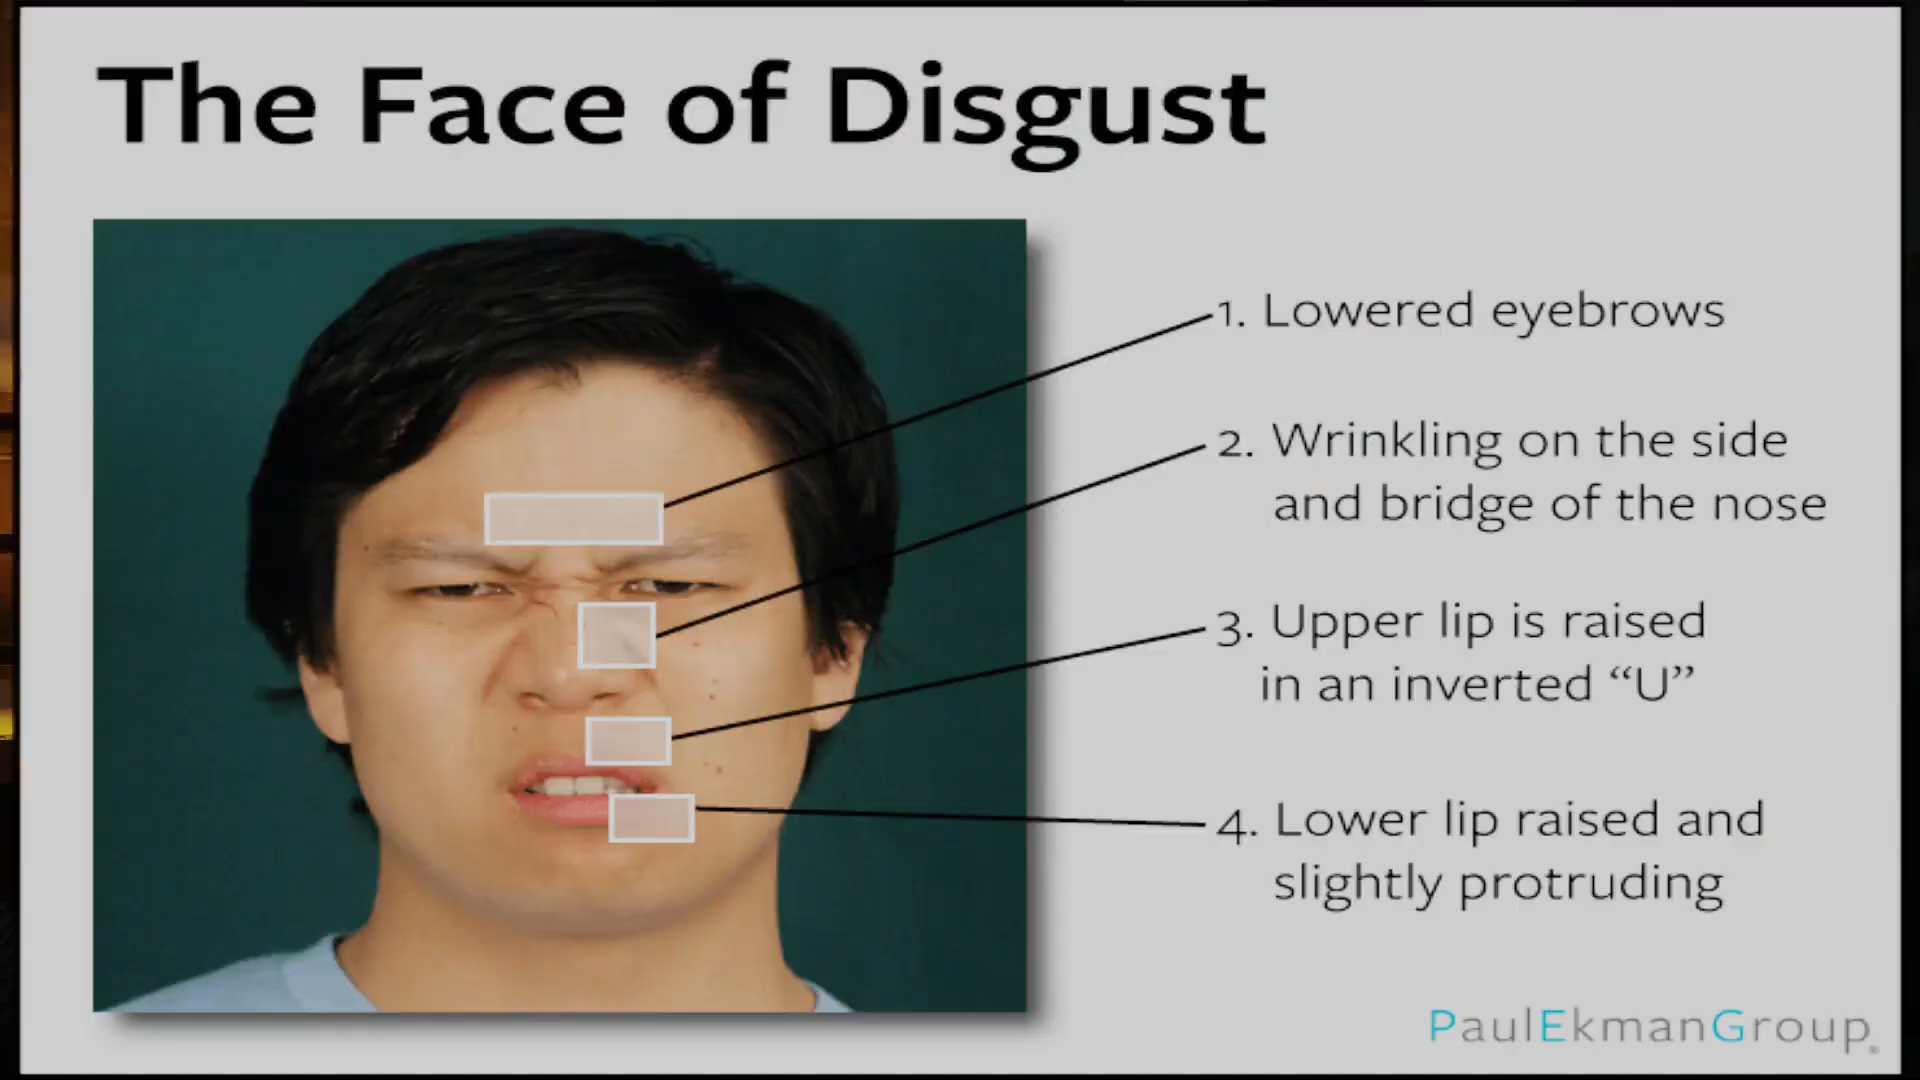 The Face of Disgust
1. Lowered eyebrows
2. Wrinkling on the side
and bridge of the nose
3. Upper lip is raised
in an inverted “U”
4. Lower lip raised and
slightly protruding
PaulEkmanGroup®